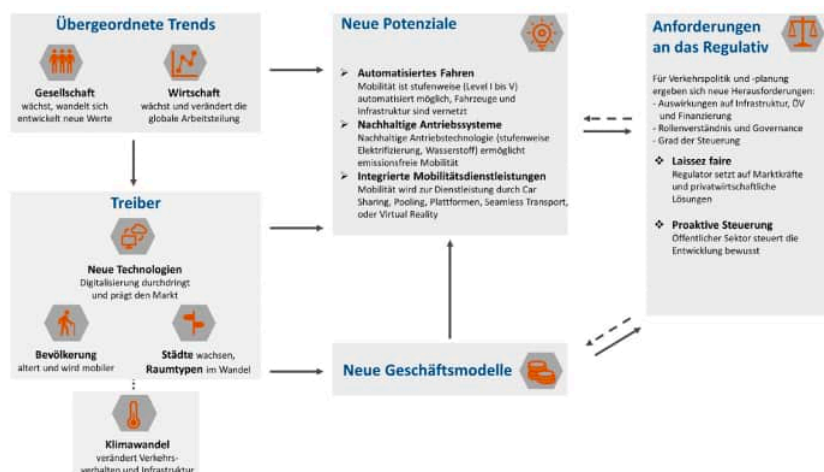 Übergeordnete Trends
Gesellschaft
wächst, wandelt sich
entwickelt neue Werte
Wirtschaft
wächst und verändert die
globale Arbeitsteilung
Treiber
Neue Technologien
Digitalisierung durchdringt
und prägt den Markt
Bevölkerung
altert und wird mobiler
Städte wachsen,
Raumtypen im Wandel
Klimawandel
verändert Verkehrs-
verhalten und Infrastruktur
Neue Potenziale
➢ Automatisiertes Fahren
Mobilität ist stufenweise (Level I bis V)
automatisiert möglich, Fahrzeuge und
Infrastruktur sind vernetzt
➢ Nachhaltige Antriebssysteme
Nachhaltige Antriebstechnologie (stufenweise
Elektrifizierung, Wasserstoff) ermöglicht
emissionsfreie Mobilität
➢ Integrierte Mobilitätsdienstleistungen
Mobilität wird zur Dienstleistung durch Car
Sharing, Pooling, Plattformen, Seamless Transport,
oder Virtual Reality
Neue Geschäftsmodelle
Anforderungen
an das Regulativ
Für Verkehrspolitik und -planung
ergeben sich neue Herausforderungen:
- Auswirkungen auf Infrastruktur, ÖV
und Finanzierung
- Rollenverständnis und Governance
- Grad der Steuerung
❖ Laissez faire
Regulator setzt auf Marktkräfte
und privatwirtschaftliche
Lösungen
❖ Proaktive Steuerung
Öffentlicher Sektor steuert die
Entwicklung bewusst